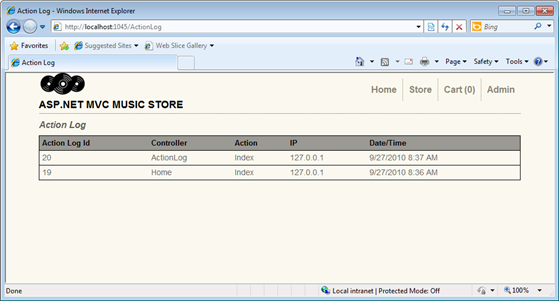 Action Log - Windows Internet Explorer
http://localhost:1045/ActionLog
Bing
Favorites Suggested Sites Web Slice Gallery
Action Log
Page Safety Tools
Home Store Cart (0) Admin
ASP.NET MVC MUSIC STORE
Action Log
Action Log Id Controller Action IP Date/Time
20 ActionLog Index 127.0.0.1 9/27/2010 8:37 AM
19 Home Index 127.0.0.1 9/27/2010 8:36 AM
Done Local intranet | Protected Mode: Off 100%